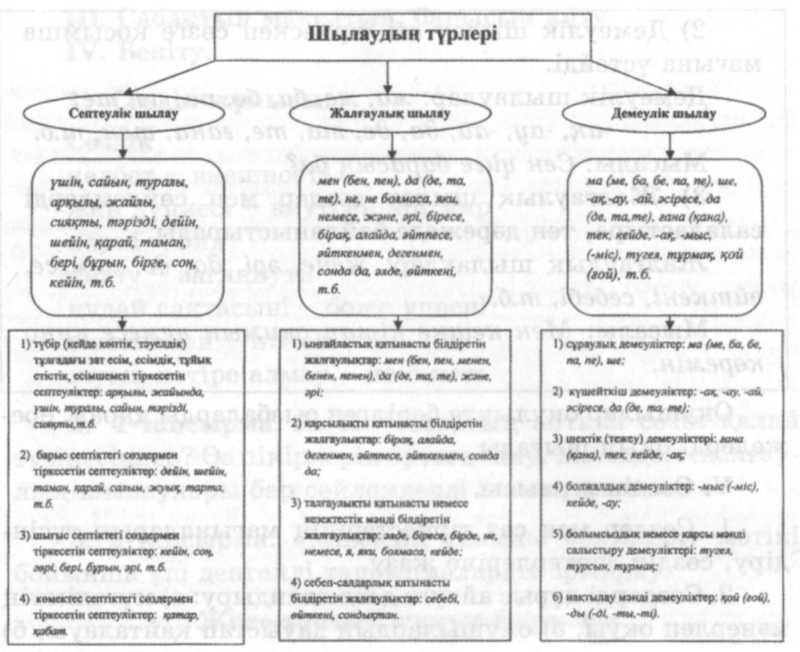 Шылаудың түрлері
Септеулік шылау
Жалғаулық шылау
Демеулік шылау
үшін, сайын, туралы,
арқылы, жайлы,
сияқты, тәрізді, дейін,
шейін, қарай, таман,
бері, бұрын, бірге, соң,
кейін, т.б.
мен (бен, пен), да (де, та,
те), не, не болмаса, яки,
немесе, және, әрі, біресе,
бірақ, алайда, әйтпесе,
әйткенмен, дегенмен,
сонда да, әлде, өйткені,
т.б.
ма (ме, ба, бе, па, пе), ше,
-ақ, -ау, -ай, әсіресе, да
(де, та,те), ғана (қана),
тек, кейде, -ақ, -мыс,
(-міс), түгел, тұрмақ, қой
(ғой), т.б.
1) түбір (кейде жалаң, тәуелді)
тұлғадағы зат есім, есімдік, тұйық
етістік, есімшемен тіркесетін
септеуліктер: арқылы, жайында,
үшін, туралы, сайын, тәрізді,
сияқты,т.б.
2) барыс септіктегі сөздермен
тіркесетін септеуліктер: дейін, шейін,
таман, қарай, салым, жуық, тарта,
т.б.
3) шығыс септіктегі сөздермен
тіркесетін септеуліктер: кейін, соң,
гөрі, бері, бұрын, әрі, т.б.
4) көмектес септіктегі сөздермен
тіркесетін септеуліктер: қатар,
қабат.
1) ыңғайластық қатынасты білдіретін
жалғаулықтар: мен (бен, пен, менен,
бенен, пенен), да (де, та, те), және,
әрі;
2) қарсылықты қатынасты білдіретін
жалғаулықтар: бірақ, алайда,
дегенмен, әйтпесе, әйткенмен, сонда
да;
3) талғаулықты қатынасты немесе
кезектестік мәнді білдіретін
жалғаулықтар: әлде, біресе, бірде, не,
немесе, я, яки, болмаса, кейде;
4) себеп-салдарлық қатынасты
білдіретін жалғаулықтар: себебі,
өйткені, сондықтан.
1) сұраулық демеуліктер: ма (ме, ба, бе,
па, пе), ше;
2) күшейткіш демеуліктер: -ақ, -ау, -ай,
әсіресе, да (де, та, те);
3) шектік (тежеу) демеуліктері: ғана
(қана), тек, кейде, -ақ;
4) болжалдық демеуліктер: -мыс (-міс),
кейде, -ау;
5) болымсыздық немесе қарсы мәнді
салыстыру демеуліктері: түгел,
тұрсын, тұрмақ;
6) нақтылау мәнді демеуліктер: қой (ғой),
-ды (-ді, -ты,-ті).